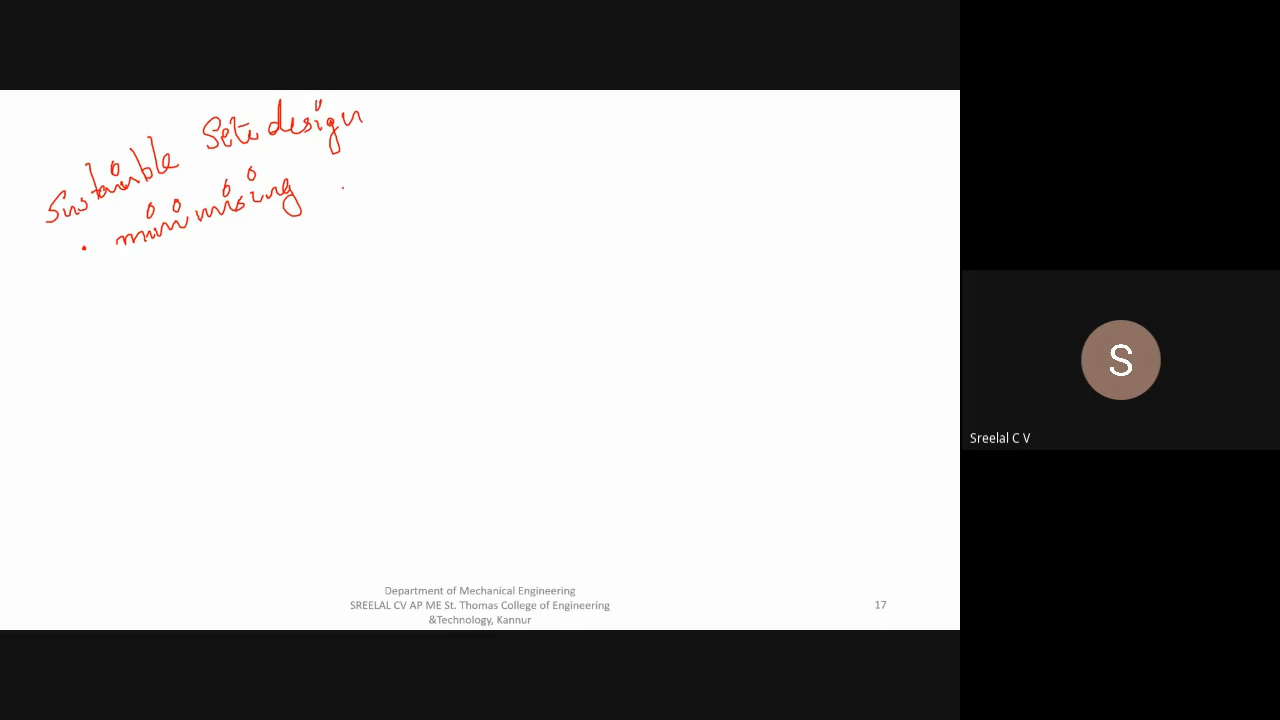 Sustainable Site design
• minimising
S
Sreelal C V
Department of Mechanical Engineering
SREELAL CV AP ME St. Thomas College of Engineering
&Technology, Kannur
17